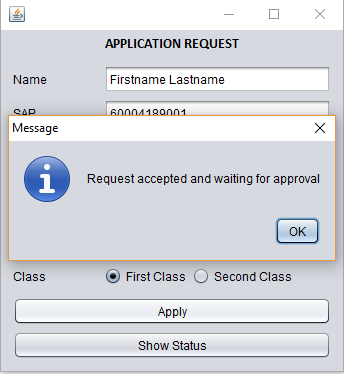 APPLICATION REQUEST
Name Firstname Lastname
SAP 60004189001
Message
Request accepted and waiting for approval
OK
Class First Class Second Class
Apply
Show Status